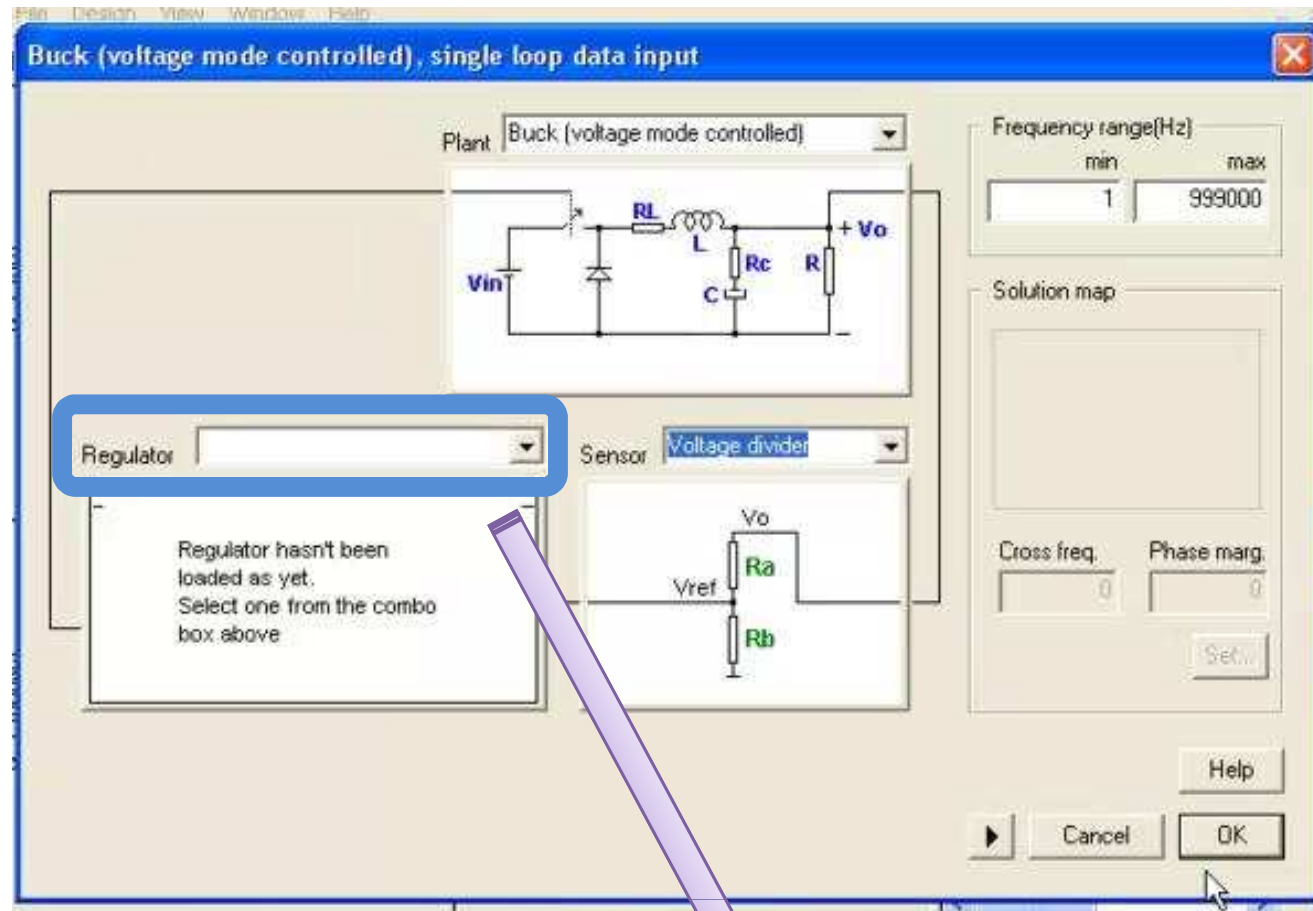 File Design View Window Help
Buck (voltage mode controlled), single loop data input
Plant Buck (voltage mode controlled)
Frequency range(Hz)
min max
1 999000
RL
L
+ Vo
Vin
Rc R
C
-
Solution map
Regulator
Sensor Voltage divider
Regulator hasn't been
loaded as yet.
Select one from the combo
box above
Vo
Ra
Vref
Rb
Cross freq. Phase marg.
0 0
Set...
Help
Cancel OK